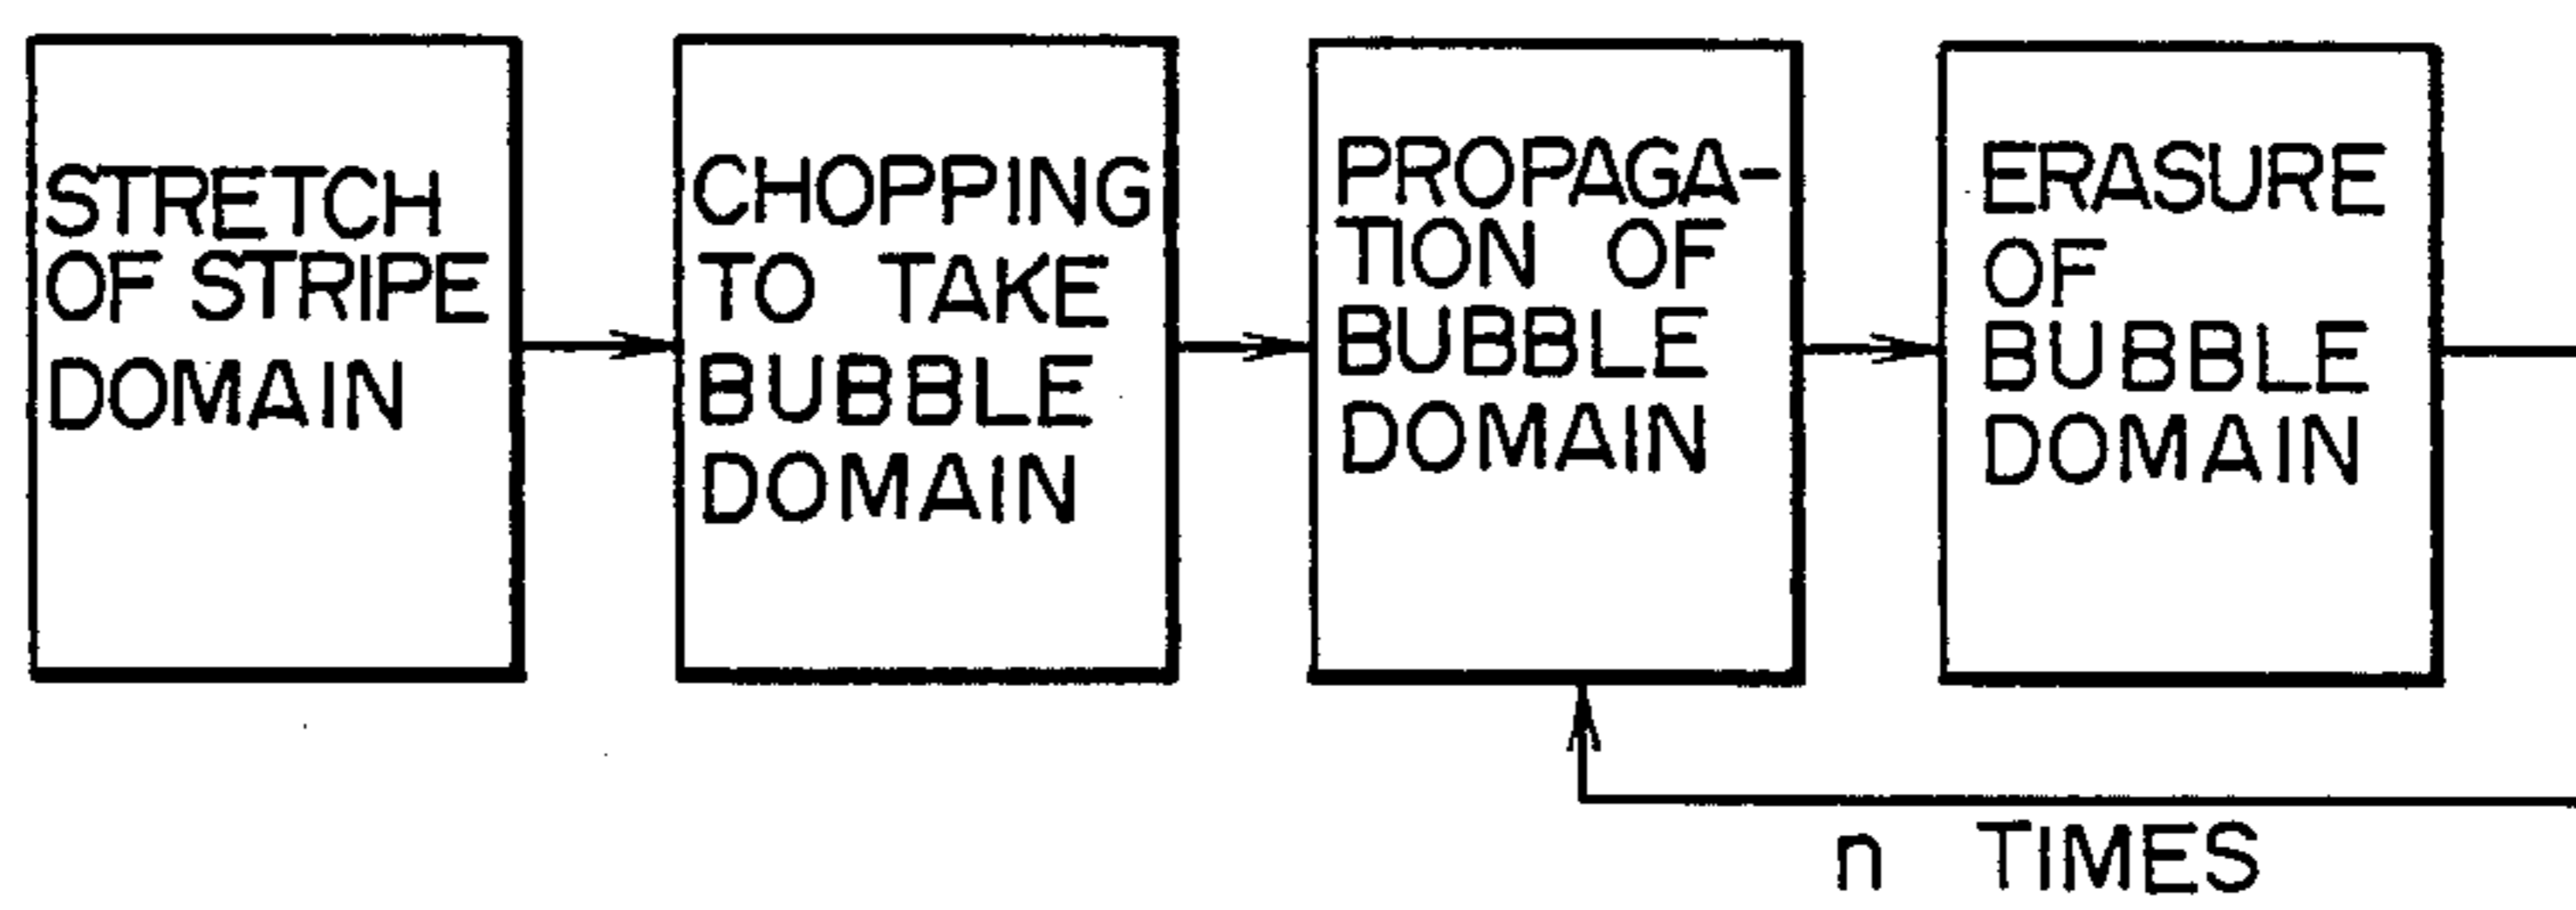 STRETCH
OF STRIPE
DOMAIN
CHOPPING
TO TAKE
BUBBLE
DOMAIN
PROPAGA-
TION OF
BUBBLE
DOMAIN
ERASURE
OF
BUBBLE
DOMAIN
n TIMES